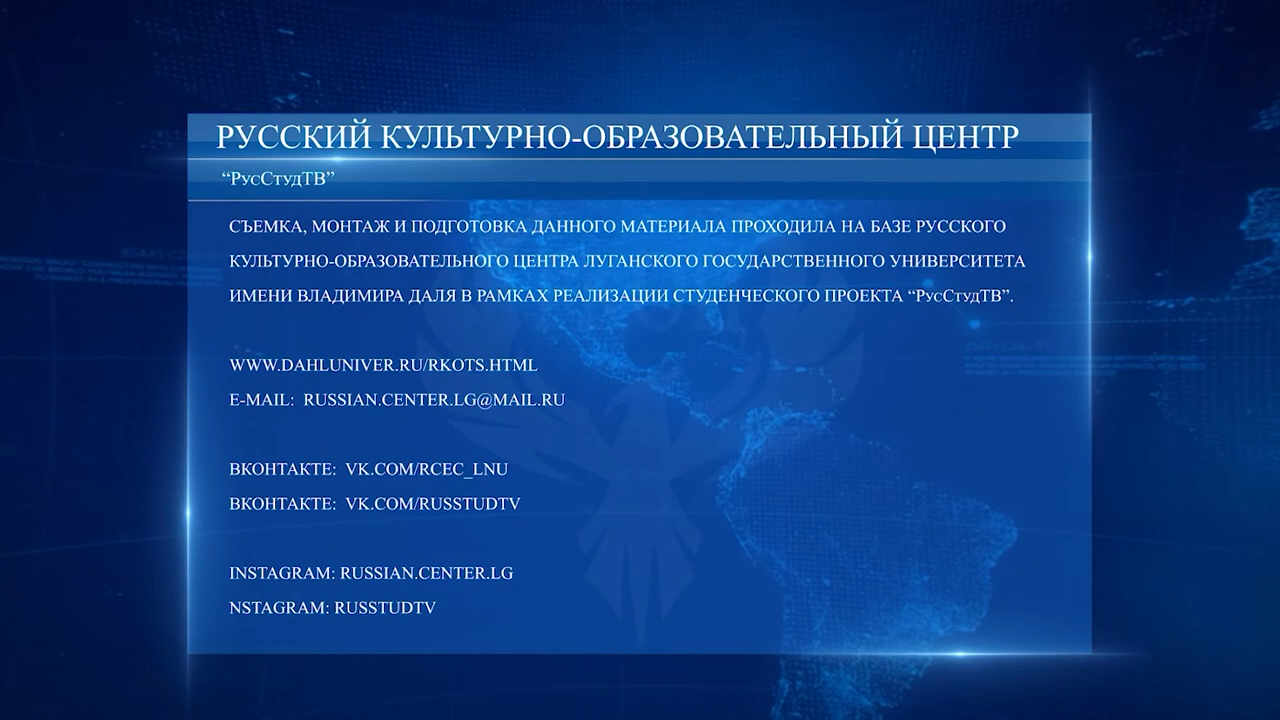 РУССКИЙ КУЛЬТУРНО-ОБРАЗОВАТЕЛЬНЫЙ ЦЕНТР
“РусСтудТВ”
СЪЕМКА, МОНТАЖ И ПОДГОТОВКА ДАННОГО МАТЕРИАЛА ПРОХОДИЛА НА БАЗЕ РУССКОГО
КУЛЬТУРНО-ОБРАЗОВАТЕЛЬНОГО ЦЕНТРА ЛУГАНСКОГО ГОСУДАРСТВЕННОГО УНИВЕРСИТЕТА
ИМЕНИ ВЛАДИМИРА ДАЛЯ В РАМКАХ РЕАЛИЗАЦИИ СТУДЕНЧЕСКОГО ПРОЕКТА “РусСтудТВ”.
WWW.DAHLUNIVER.RU/RKOTS.HTML
E-MAIL: RUSSIAN.CENTER.LG@MAIL.RU
ВКОНТАКТЕ: VK.COM/RCEC_LNU
ВКОНТАКТЕ: VK.COM/RUSSTUDTV
INSTAGRAM: RUSSIAN.CENTER.LG
NSTAGRAM: RUSSTUDTV